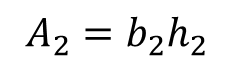 A₂ = b₂h₂